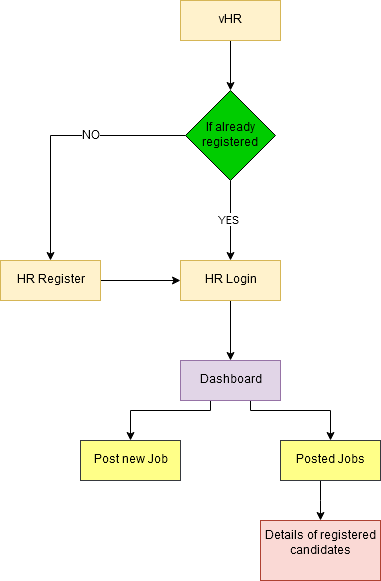 vHR
If already
registered
NO
YES
HR Register
HR Login
Dashboard
Post new Job
Posted Jobs
Details of registered
candidates